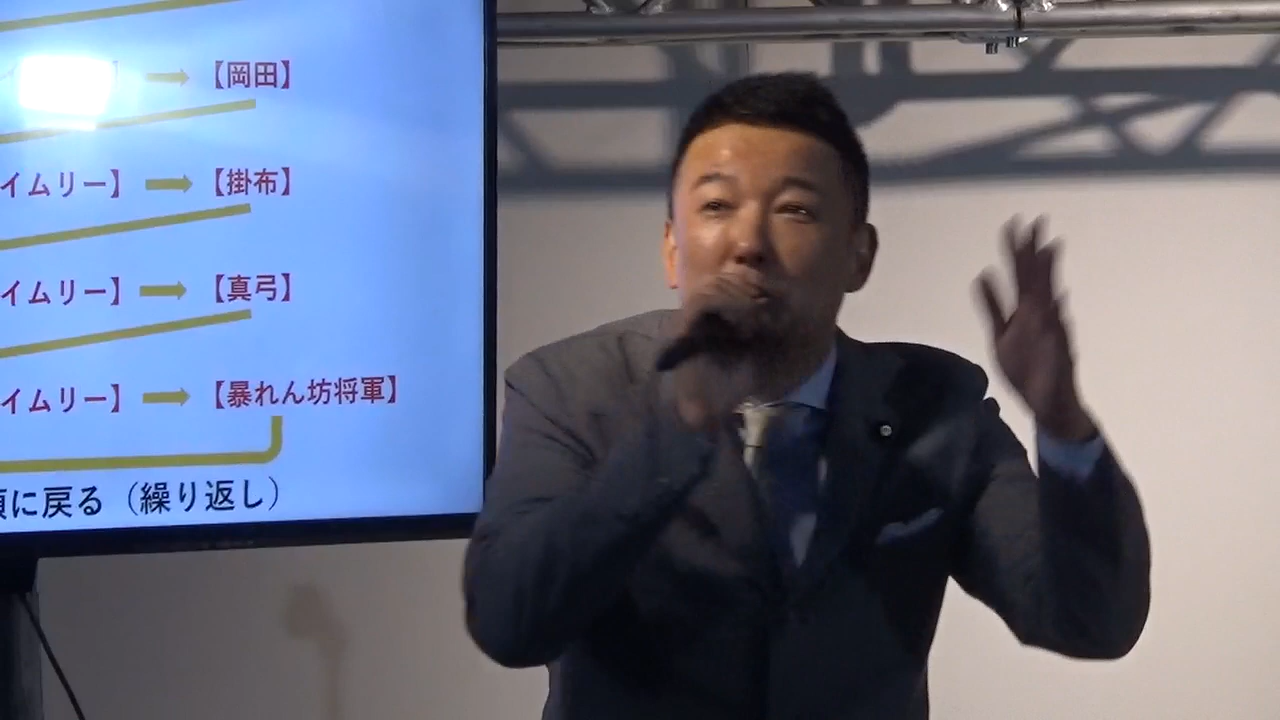 【岡田】
イムリー】 【掛布】
イムリー】 【真弓】
イムリー】 【暴れん坊将軍】
頭に戻る（繰り返し）